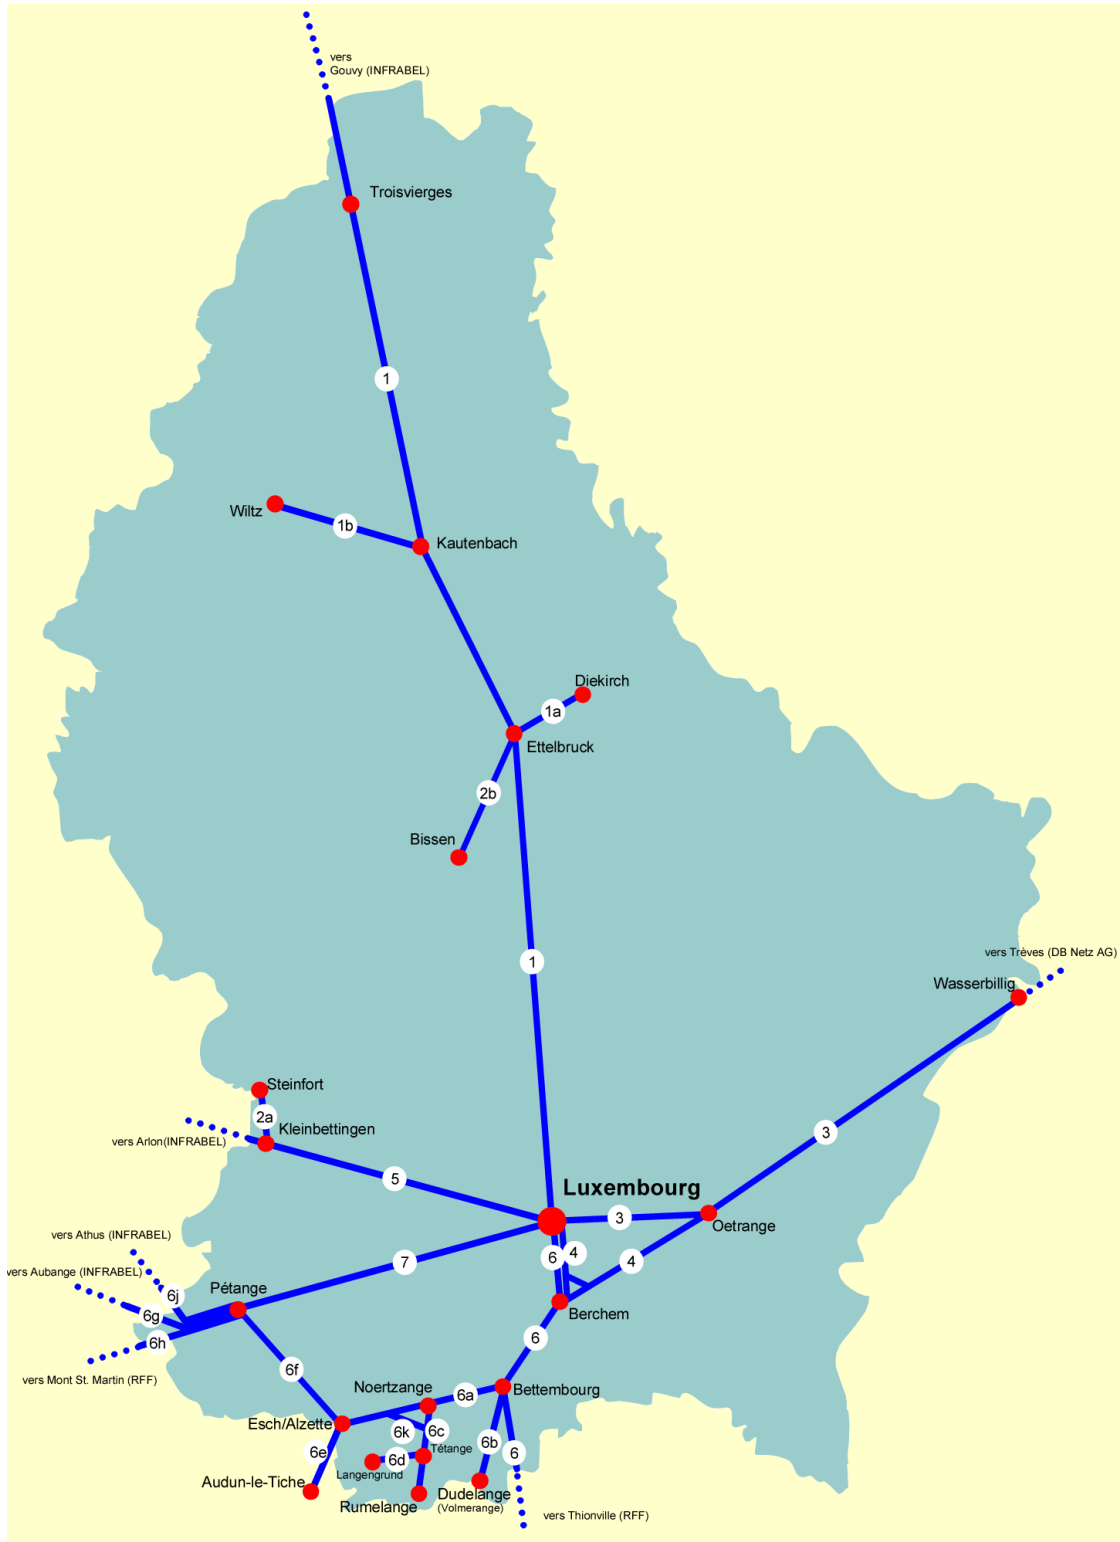 vers
Gouvy (INFRABEL)
Troisvierges
1
Wiltz
1b
Kautenbach
Diekirch
1a
Ettelbruck
2b
Bissen
1
vers Trèves (DB Netz AG)
Wasserbillig
Steinfort
2a
Kleinbettingen
vers Arlon(INFRABEL)
3
5
Luxembourg
3
Oetrange
vers Athus (INFRABEL)
6
4
4
7
vers Aubange (INFRABEL)
Pétange
6j
6g
Berchem
6h
6
6f
vers Mont St. Martin (RFF)
Noertzange
6a
Bettembourg
Esch/Alzette
6k
6c
6b
6
6e
Tétange
6d
Langengrund
Audun-le-Tiche
Rumelange
Dudelange
(Volmerange)
vers Thionville (RFF)